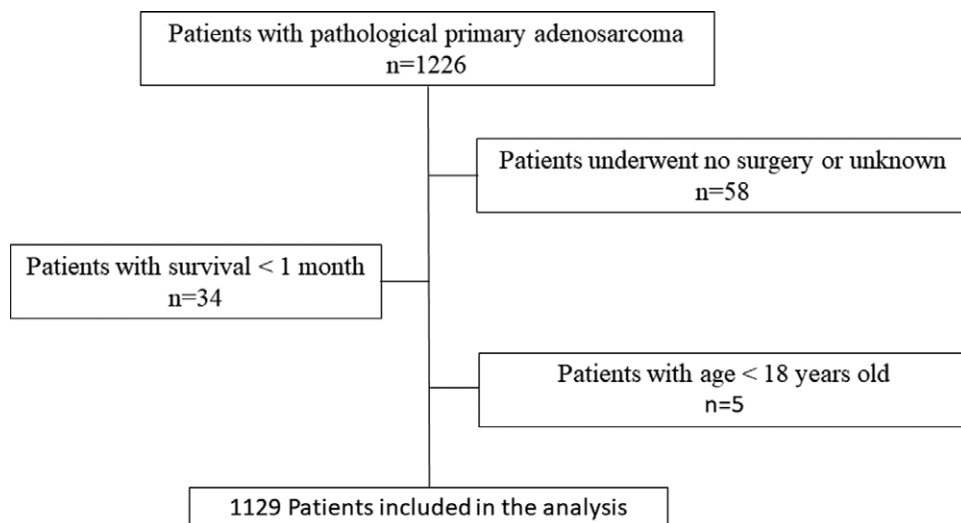 Patients with pathological primary adenosarcoma
n=1226
Patients underwent no surgery or unknown
n=58
Patients with survival < 1 month
n=34
Patients with age < 18 years old
n=5
1129 Patients included in the analysis